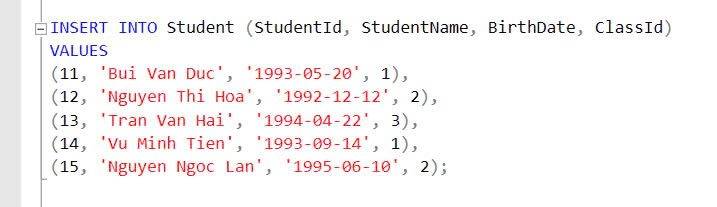 INSERT INTO Student (StudentId, StudentName, BirthDate, ClassId)
VALUES
(11, 'Bui Van Duc', '1993-05-20', 1),
(12, 'Nguyen Thi Hoa', '1992-12-12', 2),
(13, 'Tran Van Hai', '1994-04-22', 3),
(14, 'Vu Minh Tien', '1993-09-14', 1),
(15, 'Nguyen Ngoc Lan', '1995-06-10', 2);